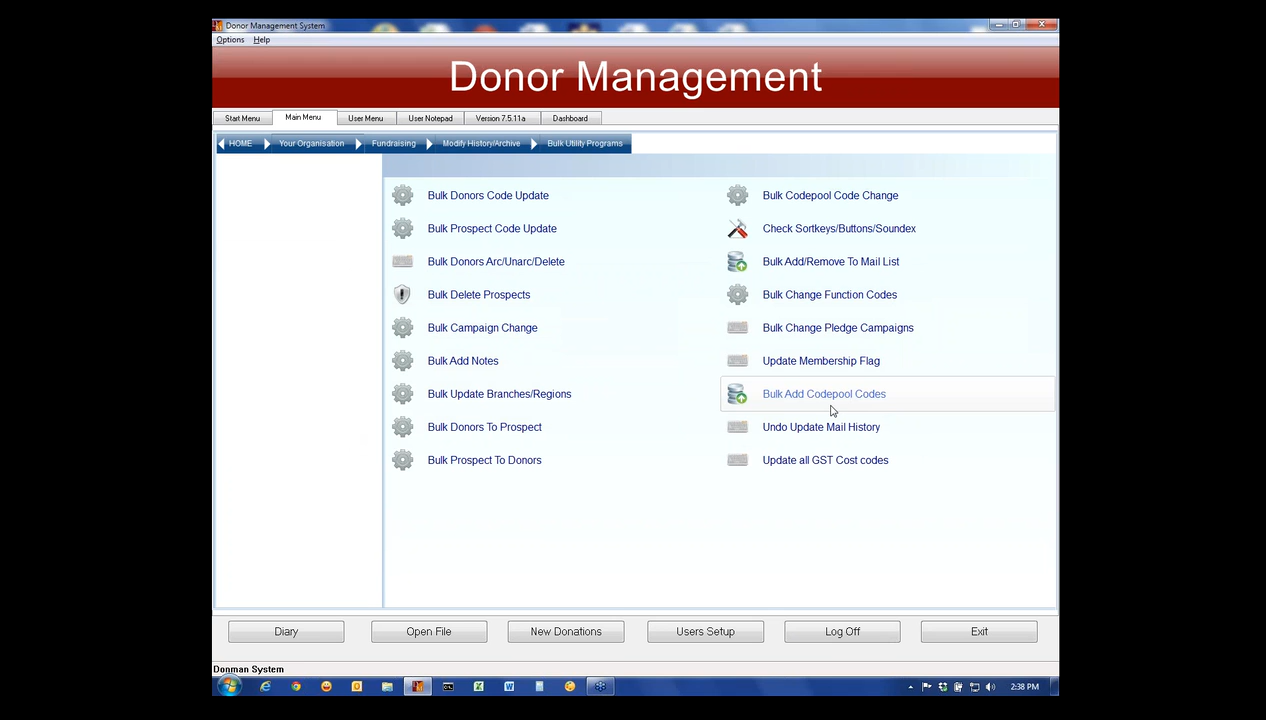 Donor Management System
Options Help
Donor Management
Start Menu Main Menu User Menu User Notepad Version 7.5.11a Dashboard
HOME Your Organisation Fundraising Modify History/Archive Bulk Utility Programs
Bulk Donors Code Update
Bulk Prospect Code Update
Bulk Donors Arc/Unarc/Delete
Bulk Delete Prospects
Bulk Campaign Change
Bulk Add Notes
Bulk Update Branches/Regions
Bulk Donors To Prospect
Bulk Prospect To Donors
Bulk Codepool Code Change
Check Sortkeys/Buttons/Soundex
Bulk Add/Remove To Mail List
Bulk Change Function Codes
Bulk Change Pledge Campaigns
Update Membership Flag
Bulk Add Codepool Codes
Undo Update Mail History
Update all GST Cost codes
Diary Open File New Donations Users Setup Log Off Exit
Donman System
2:38 PM